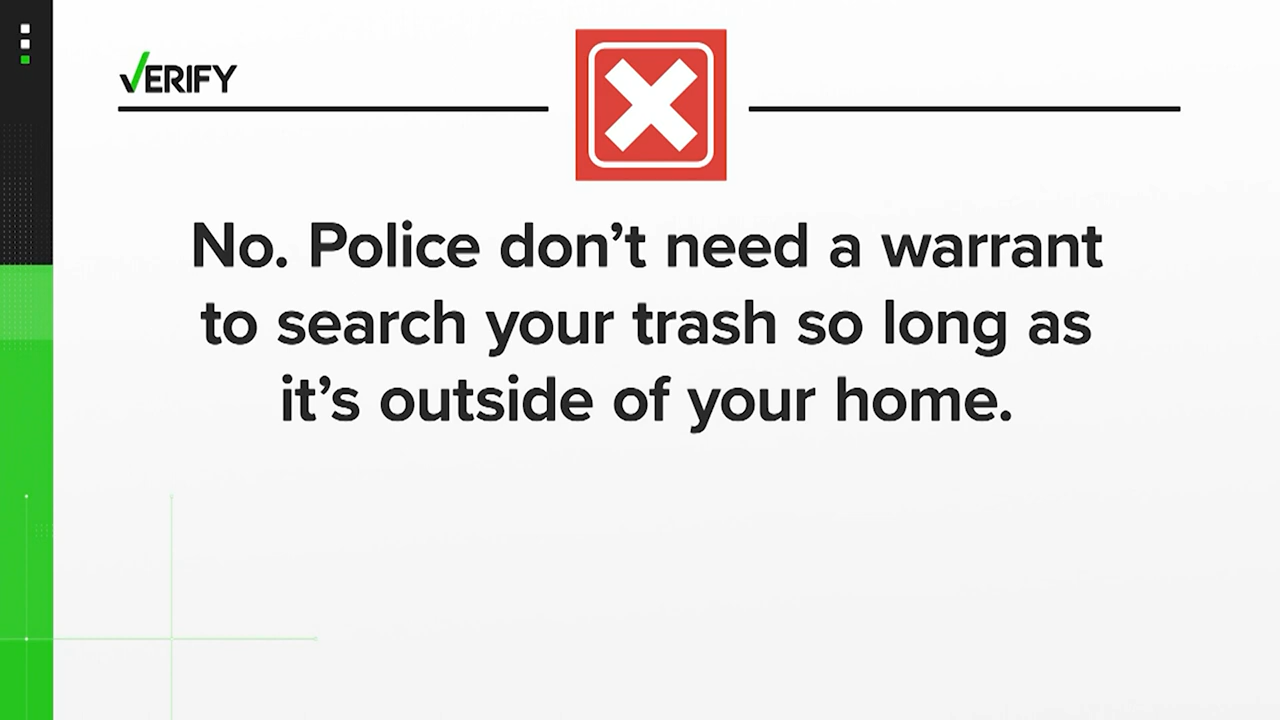 VERIFY
No. Police don’t need a warrant
to search your trash so long as
it’s outside of your home.